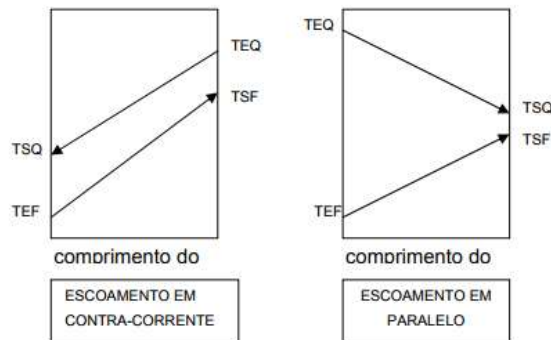 TEQ
TSF
TSQ
TEF
comprimento do
ESCOAMENTO EM
CONTRA-CORRENTE
TEQ
TSQ
TSF
TEF
comprimento do
ESCOAMENTO EM
PARALELO